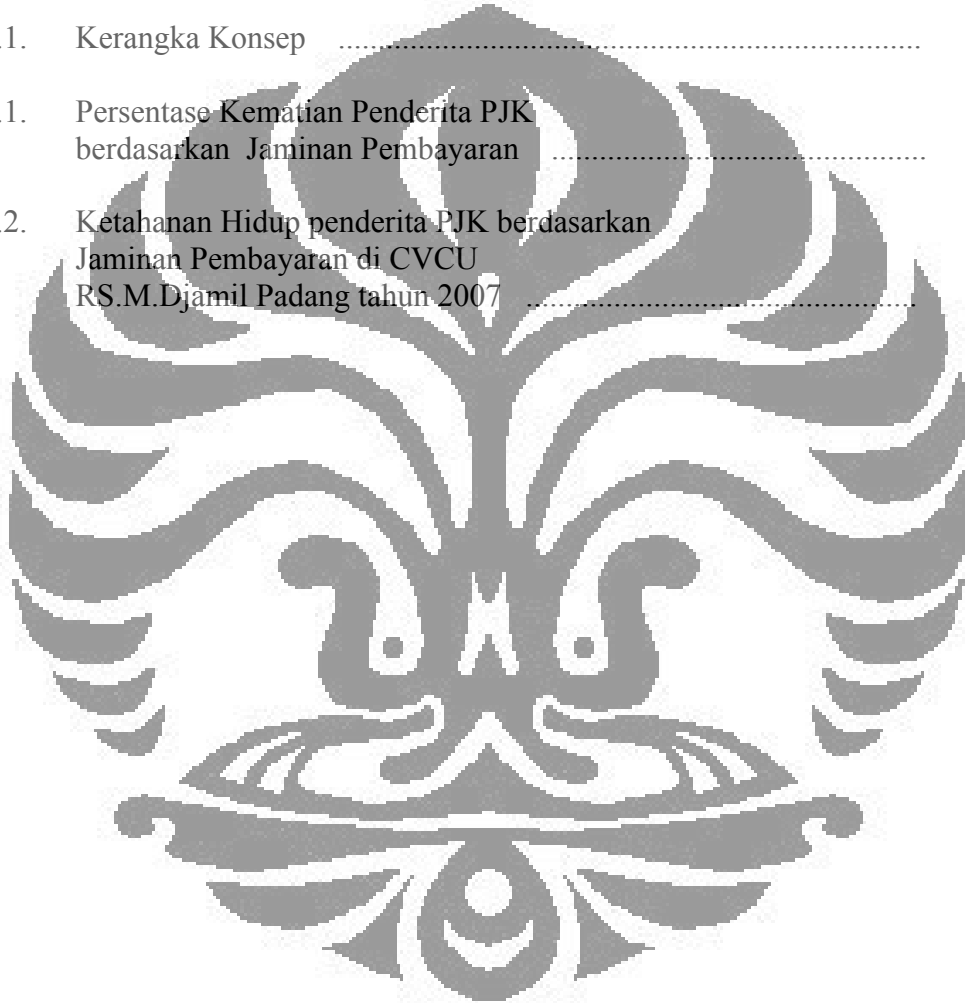 .1. Kerangka Konsep ..........................................................................
.1. Persentase Kematian Penderita PJK
berdasarkan Jaminan Pembayaran ................................................
.2. Ketahanan Hidup penderita PJK berdasarkan
Jaminan Pembayaran di CVCU
RS.M.Djamil Padang tahun 2007 ..................................................